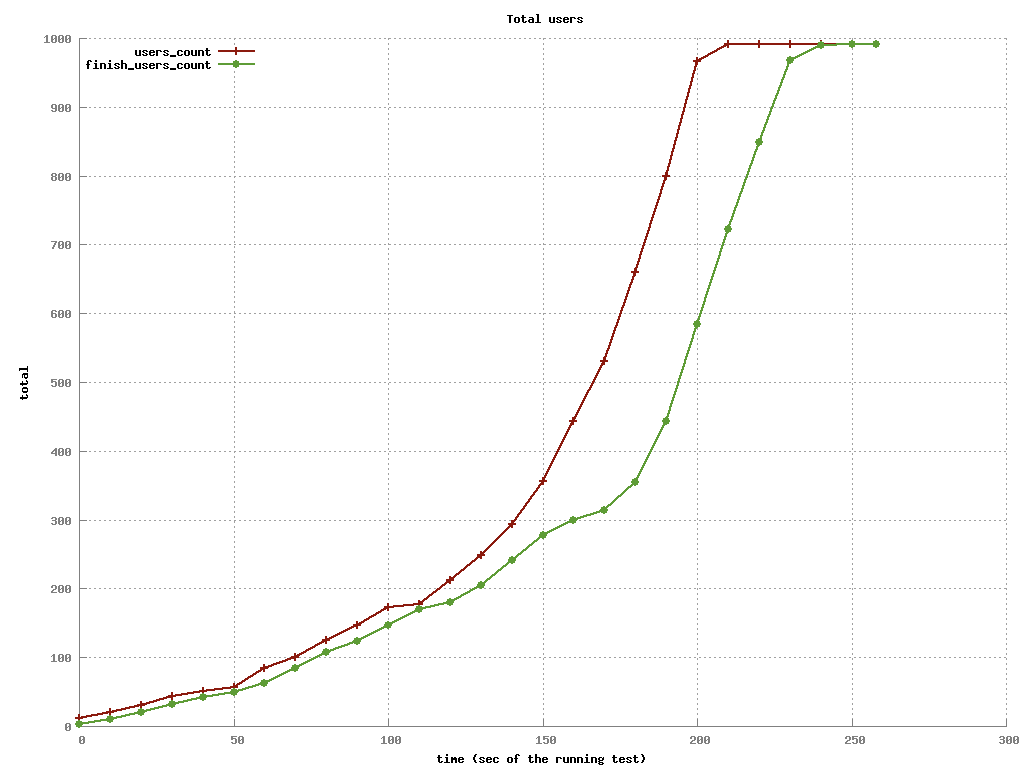 Total users
users_count
finish_users_count
1000
900
800
700
600
500
400
300
200
100
0
total
0 50 100 150 200 250 300
time (sec of the running test)